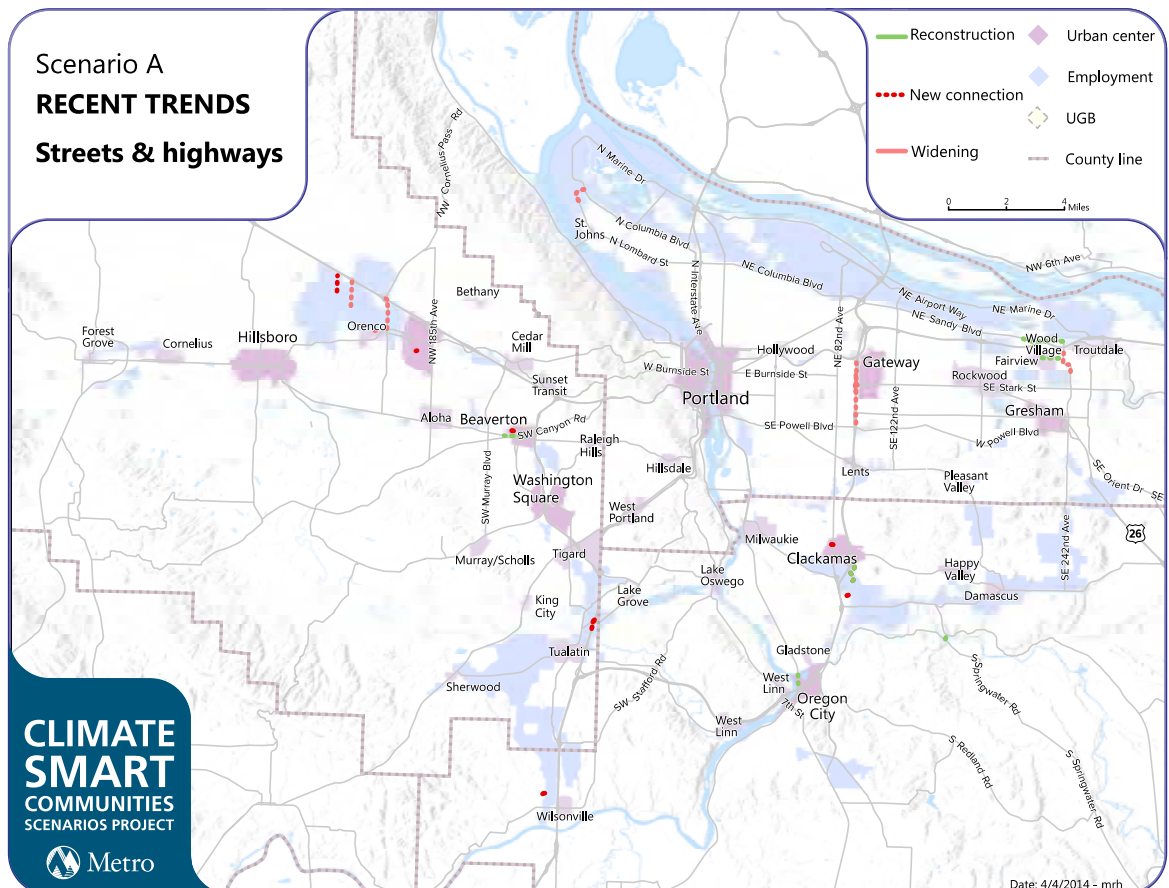 Scenario A
RECENT TRENDS
Streets & highways
Reconstruction
New connection
Widening
Urban center
Employment
UGB
County line
0 2 4 Miles
NW Cornelius Pass Rd
N Marine Dr
St.
Johns
N Columbia Blvd
N Lombard St
N Interstate Ave
NE Columbia Blvd
NE 82nd Ave
NE Airport Way
NE Sandy Blvd
NE Marine Dr
NW 6th Ave
Bethany
NW 185th Ave
Orenco
Forest
Grove
Cornelius
Hillsboro
Cedar
Mill
Sunset
Transit
W Burnside St
Hollywood
E Burnside St
Gateway
Wood
Village
Fairview
Troutdale
Rockwood
SE Stark St
Portland
Gresham
Aloha
Beaverton
SW Canyon Rd
Raleigh
Hills
SE Powell Blvd
SE 122nd Ave
W Powell Blvd
Hillsdale
Lents
Pleasant
Valley
SE Orient Dr
SE
SW Murray Blvd
Washington
Square
West
Portland
Milwaukie
26
SE 242nd Ave
Murray/Scholls
Tigard
Clackamas
Happy
Valley
Lake
Oswego
Lake
Grove
King
City
Damascus
Tualatin
Gladstone
Sherwood
SW Stafford Rd
West
Linn
Oregon
City
7th St
West
Linn
S Springwater Rd
S Redland Rd
S Springwater Rd
Wilsonville
CLIMATE
SMART
COMMUNITIES
SCENARIOS PROJECT
Metro
Date: 4/4/2014 - mrh